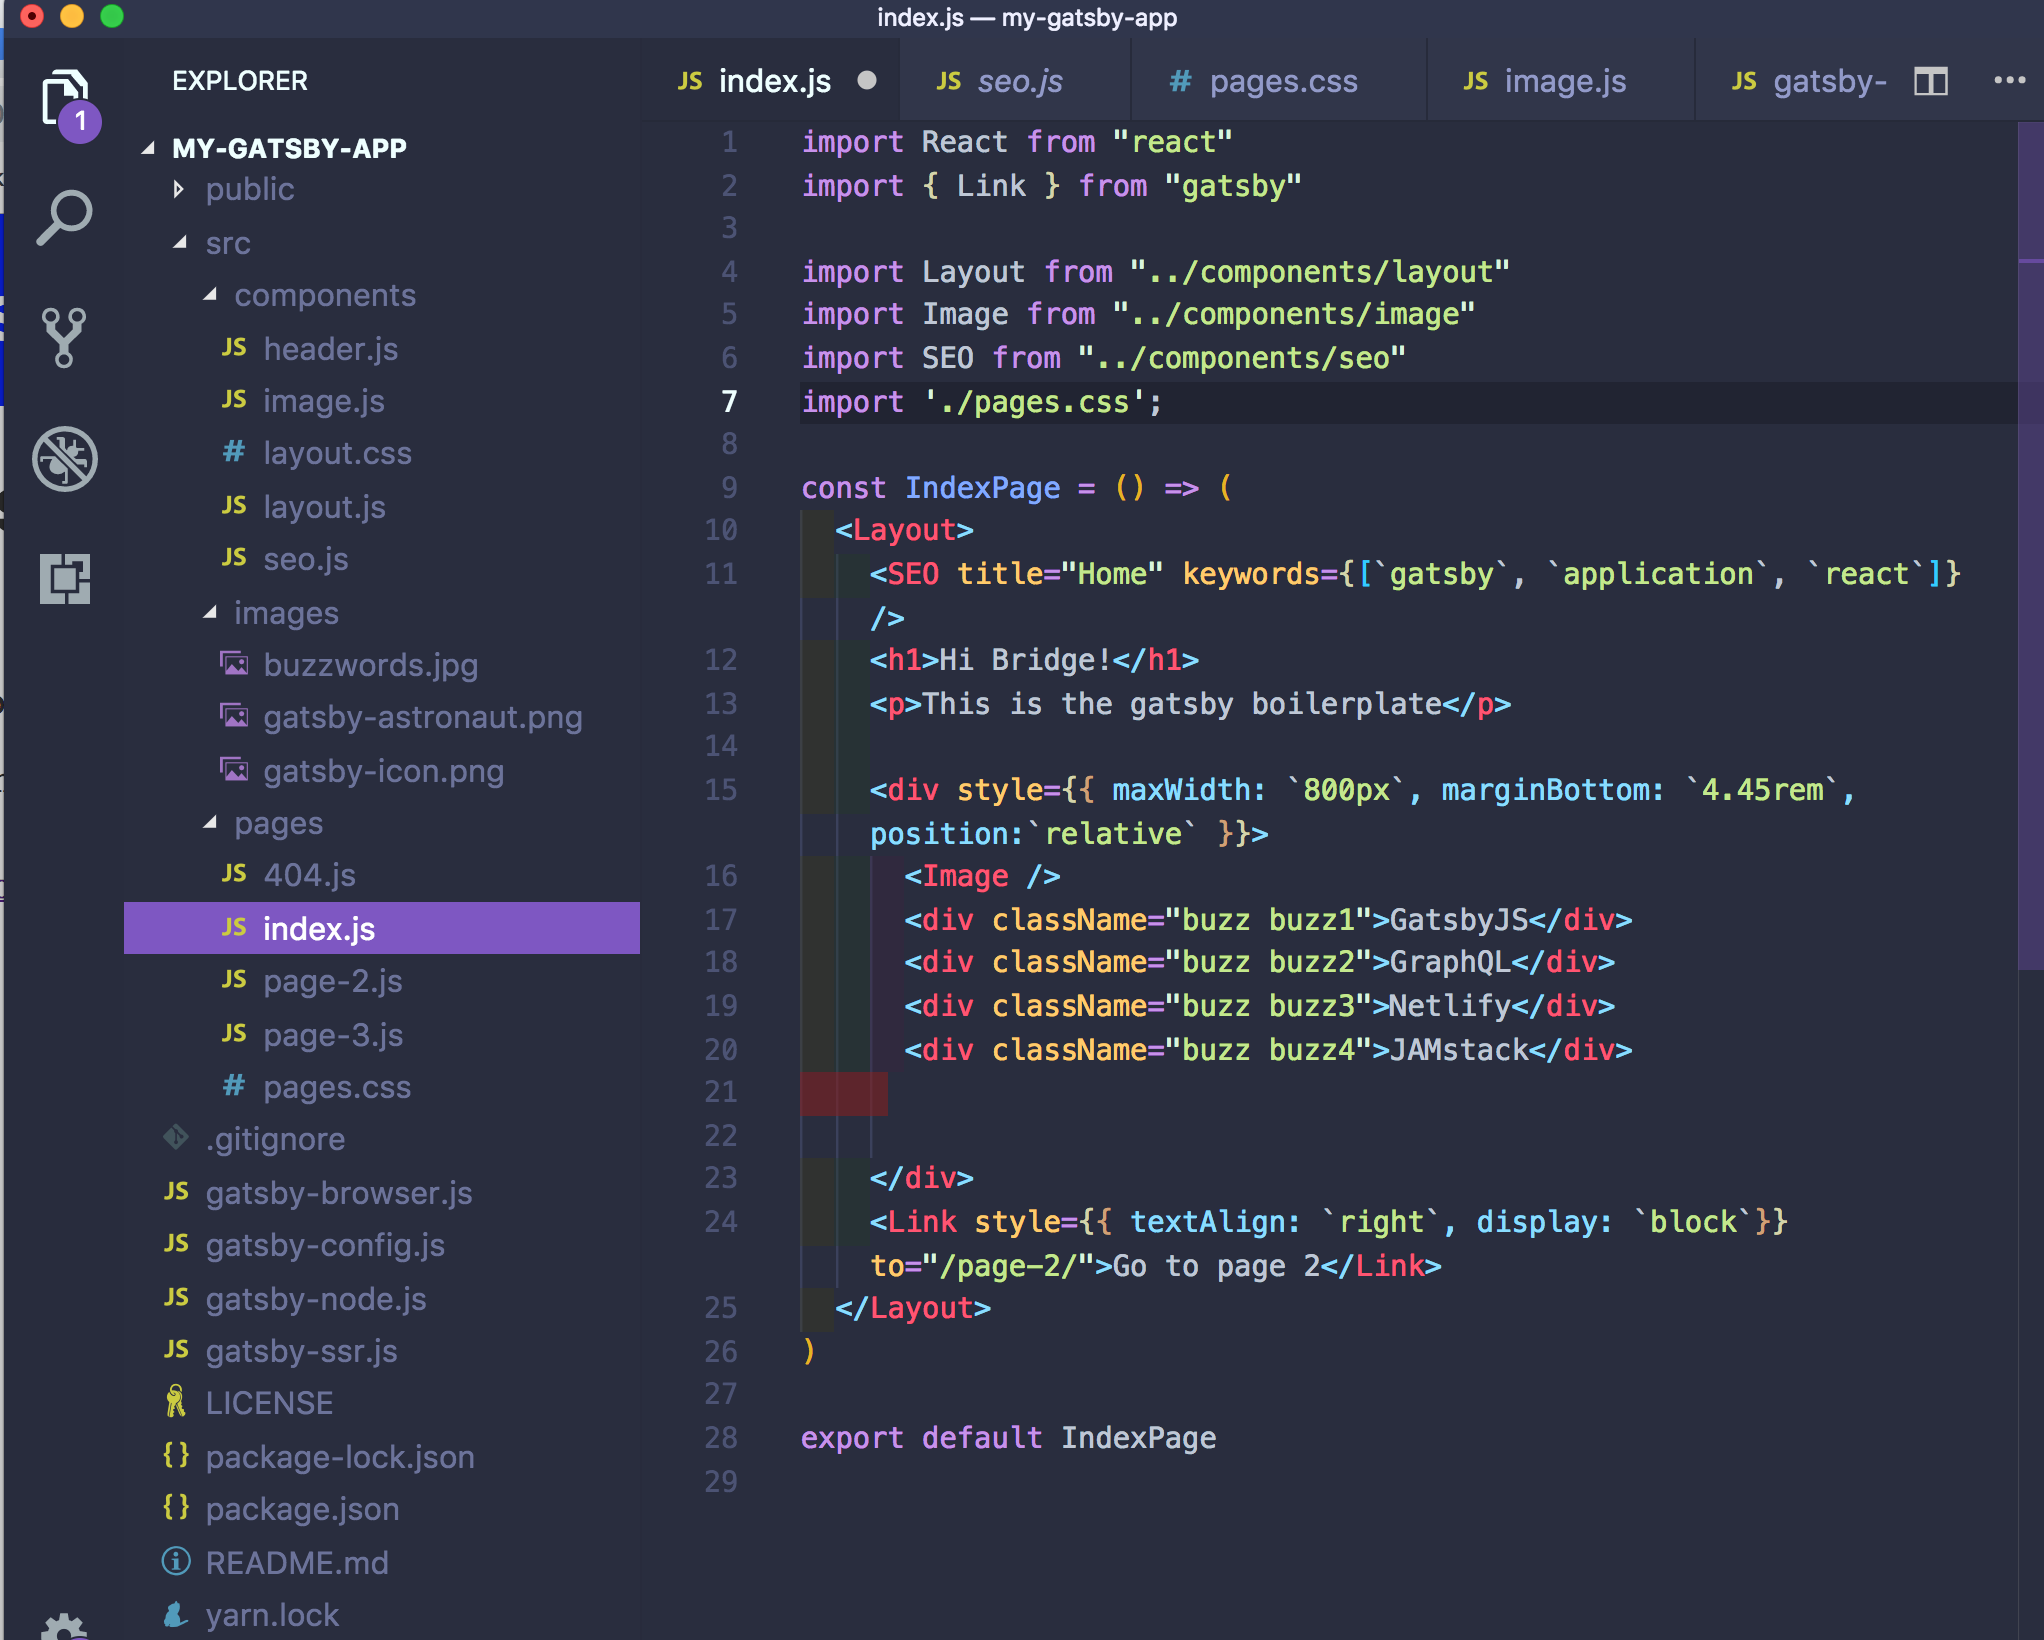 index.js — my-gatsby-app
EXPLORER
1
MY-GATSBY-APP
public
src
components
JS header.js
JS image.js
# layout.css
JS layout.js
JS seo.js
images
buzzwords.jpg
gatsby-astronaut.png
gatsby-icon.png
pages
JS 404.js
JS index.js
JS page-2.js
JS page-3.js
# pages.css
.gitignore
JS gatsby-browser.js
JS gatsby-config.js
JS gatsby-node.js
JS gatsby-ssr.js
LICENSE
{} package-lock.json
{} package.json
README.md
yarn.lock
JS index.js JS seo.js # pages.css JS image.js JS gatsby- ...
1 import React from "react"
2 import { Link } from "gatsby"
3
4 import Layout from "../components/layout"
5 import Image from "../components/image"
6 import SEO from "../components/seo"
7 import './pages.css';
8
9 const IndexPage = () => (
10 <Layout>
11 <SEO title="Home" keywords={[`gatsby`, `application`, `react`]}
/>
12 <h1>Hi Bridge!</h1>
13 <p>This is the gatsby boilerplate</p>
14
15 <div style={{ maxWidth: `800px`, marginBottom: `4.45rem`,
position:`relative` }}>
16 <Image />
17 <div className="buzz buzz1">GatsbyJS</div>
18 <div className="buzz buzz2">GraphQL</div>
19 <div className="buzz buzz3">Netlify</div>
20 <div className="buzz buzz4">JAMstack</div>
21
22
23 </div>
24 <Link style={{ textAlign: `right`, display: `block`}}
to="/page-2/">Go to page 2</Link>
25 </Layout>
26 )
27
28 export default IndexPage
29